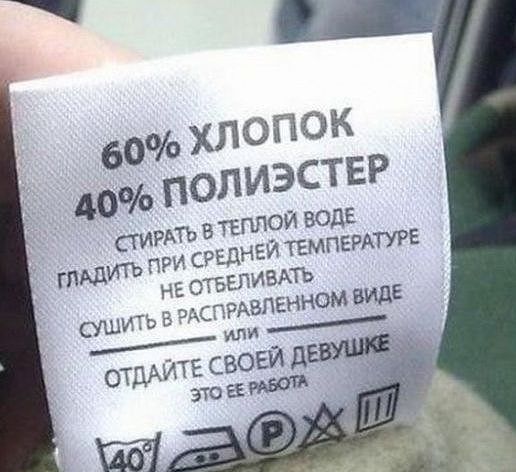 60% ХЛОПОК
40% ПОЛИЭСТЕР
СТИРАТЬ В ТЕПЛОЙ ВОДЕ
ГЛАДИТЬ ПРИ СРЕДНЕЙ ТЕМПЕРАТУРЕ
НЕ ОТБЕЛИВАТЬ
СУШИТЬ В РАСПРАВЛЕННОМ ВИДЕ
ИЛИ
ОТДАЙТЕ СВОЕЙ ДЕВУШКЕ
ЭТО ЕЕ РАБОТА
40° P